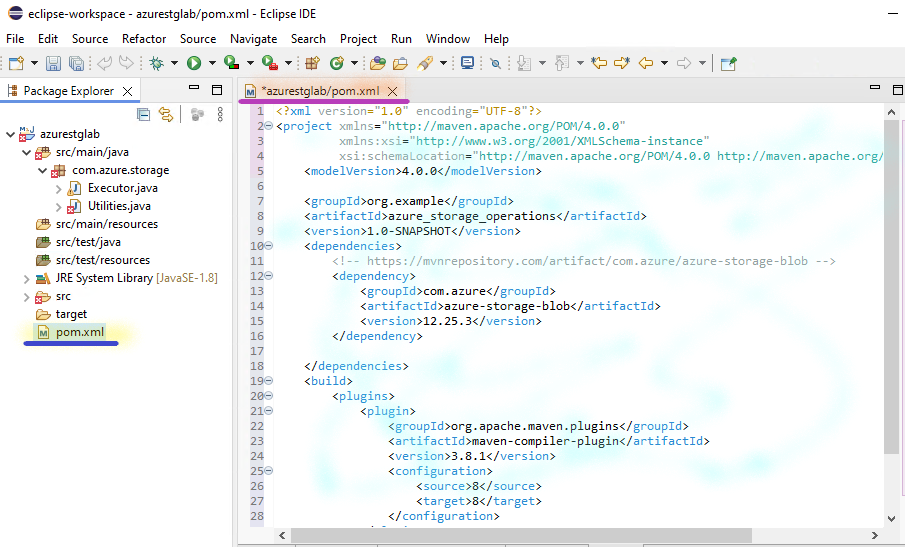 eclipse-workspace - azurestglab/pom.xml - Eclipse IDE
File Edit Source Refactor Source Navigate Search Project Run Window Help
Package Explorer
azurestglab
src/main/java
com.azure.storage
Executor.java
Utilities.java
src/main/resources
src/test/java
src/test/resources
JRE System Library [JavaSE-1.8]
src
target
pom.xml
*azurestglab/pom.xml
1 <?xml version="1.0" encoding="UTF-8"?>
2 <project xmlns="http://maven.apache.org/POM/4.0.0"
3 xmlns:xsi="http://www.w3.org/2001/XMLSchema-instance"
4 xsi:schemaLocation="http://maven.apache.org/POM/4.0.0 http://maven.apache.org/
5 <modelVersion>4.0.0</modelVersion>
6
7 <groupId>org.example</groupId>
8 <artifactId>azure_storage_operations</artifactId>
9 <version>1.0-SNAPSHOT</version>
10 <dependencies>
11 <!-- https://mvnrepository.com/artifact/com.azure/azure-storage-blob -->
12 <dependency>
13 <groupId>com.azure</groupId>
14 <artifactId>azure-storage-blob</artifactId>
15 <version>12.25.3</version>
16 </dependency>
17
18 </dependencies>
19 <build>
20 <plugins>
21 <plugin>
22 <groupId>org.apache.maven.plugins</groupId>
23 <artifactId>maven-compiler-plugin</artifactId>
24 <version>3.8.1</version>
25 <configuration>
26 <source>8</source>
27 <target>8</target>
28 </configuration>